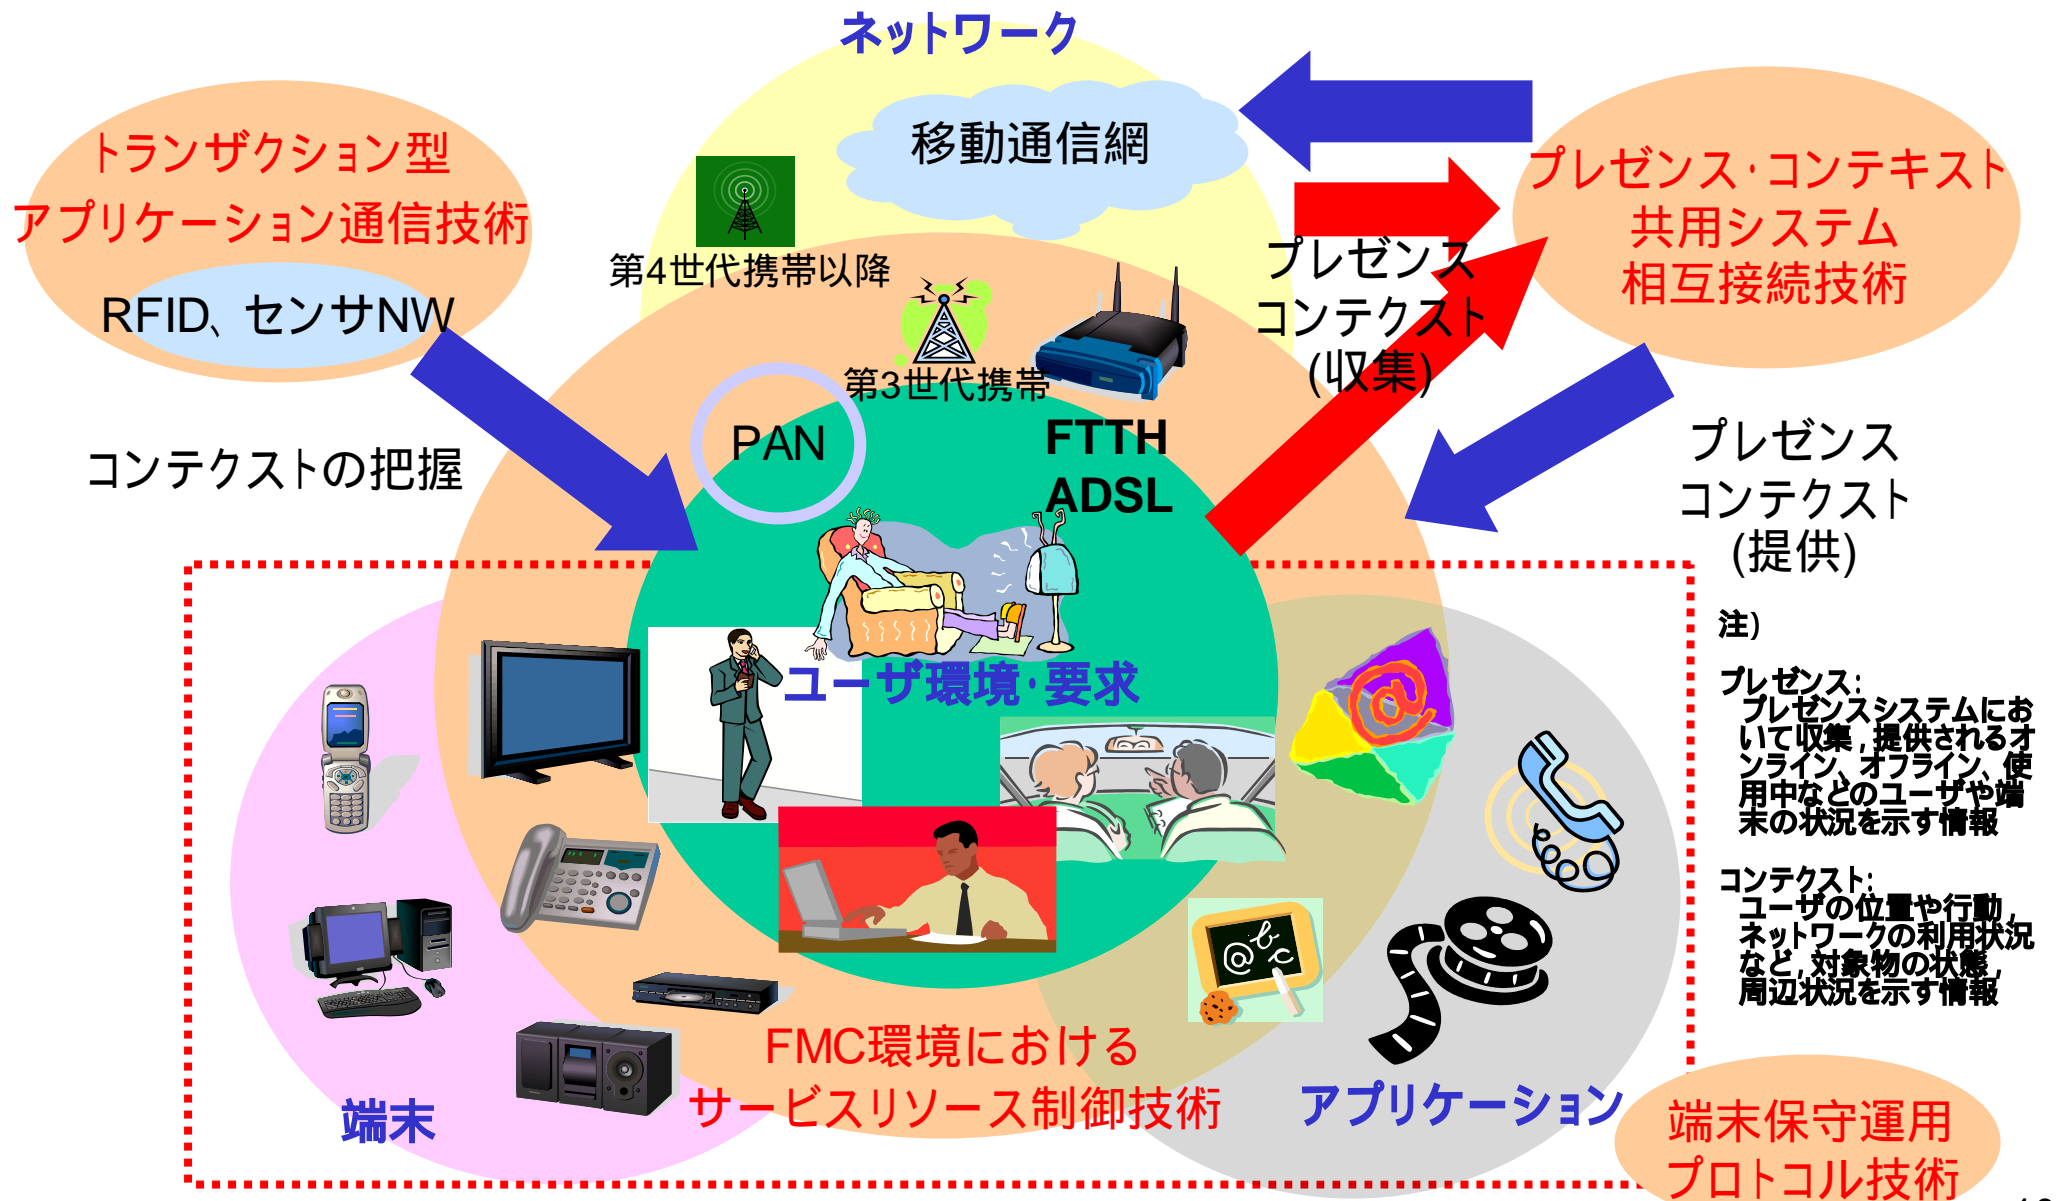 ネットワーク
移動通信網
トランザクション型
アプリケーション通信技術
RFID、センサNW
プレゼンス・コンテキスト
共用システム
相互接続技術
第4世代携帯以降
プレゼンス
コンテクスト
(収集)
第3世代携帯
PAN
FTTH
ADSL
コンテクストの把握
プレゼンス
コンテクスト
(提供)
ユーザ環境・要求
注)
プレゼンス:
プレゼンスシステムにお
いて収集,提供されるオ
ンライン、オフライン、使
用中などのユーザや端
末の状況を示す情報
コンテクスト:
ユーザの位置や行動,
ネットワークの利用状況
など,対象物の状態,
周辺状況を示す情報
FMC環境における
サービスリソース制御技術
端末
アプリケーション
端末保守運用
プロトコル技術